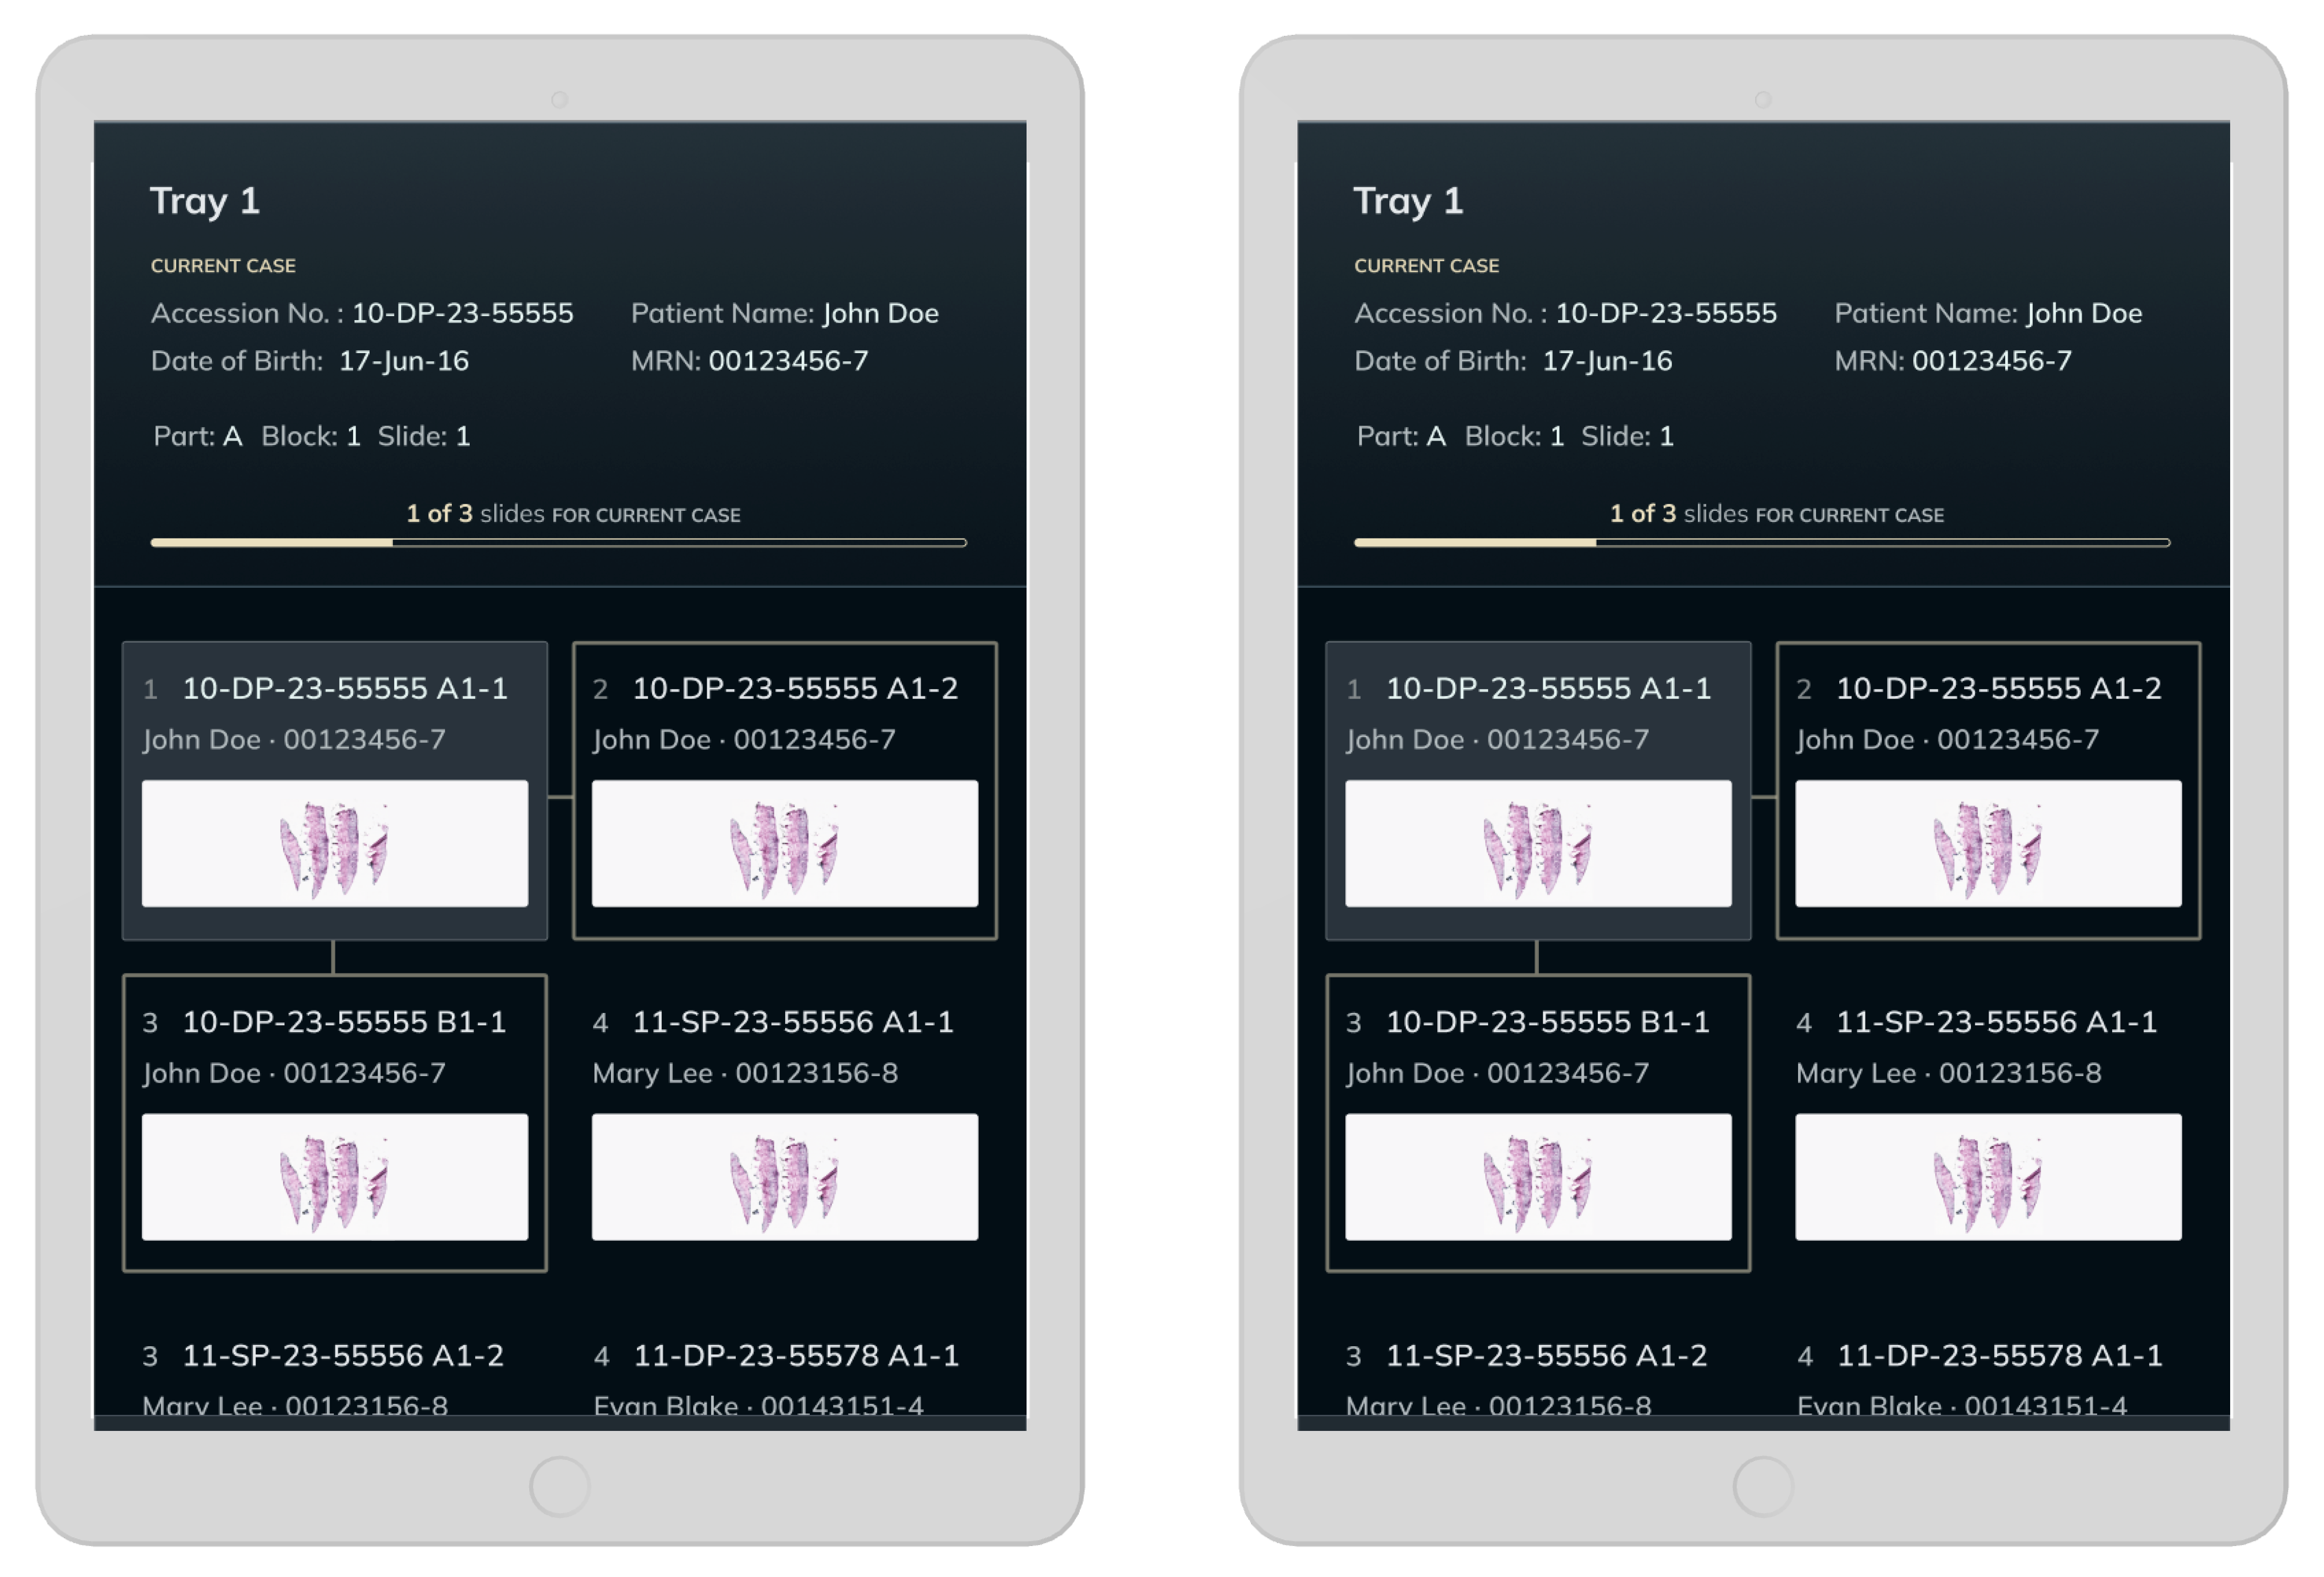 Tray 1
CURRENT CASE
Accession No. : 10-DP-23-55555 Patient Name: John Doe
Date of Birth: 17-Jun-16 MRN: 00123456-7
Part: A Block: 1 Slide: 1
1 of 3 slides FOR CURRENT CASE
1 10-DP-23-55555 A1-1
John Doe · 00123456-7
2 10-DP-23-55555 A1-2
John Doe · 00123456-7
3 10-DP-23-55555 B1-1
John Doe · 00123456-7
4 11-SP-23-55556 A1-1
Mary Lee · 00123156-8
3 11-SP-23-55556 A1-2
Mary Lee · 00123156-8
4 11-DP-23-55578 A1-1
Evan Blake · 00143151-4
Tray 1
CURRENT CASE
Accession No. : 10-DP-23-55555 Patient Name: John Doe
Date of Birth: 17-Jun-16 MRN: 00123456-7
Part: A Block: 1 Slide: 1
1 of 3 slides FOR CURRENT CASE
1 10-DP-23-55555 A1-1
John Doe · 00123456-7
2 10-DP-23-55555 A1-2
John Doe · 00123456-7
3 10-DP-23-55555 B1-1
John Doe · 00123456-7
4 11-SP-23-55556 A1-1
Mary Lee · 00123156-8
3 11-SP-23-55556 A1-2
Mary Lee · 00123156-8
4 11-DP-23-55578 A1-1
Evan Blake · 00143151-4